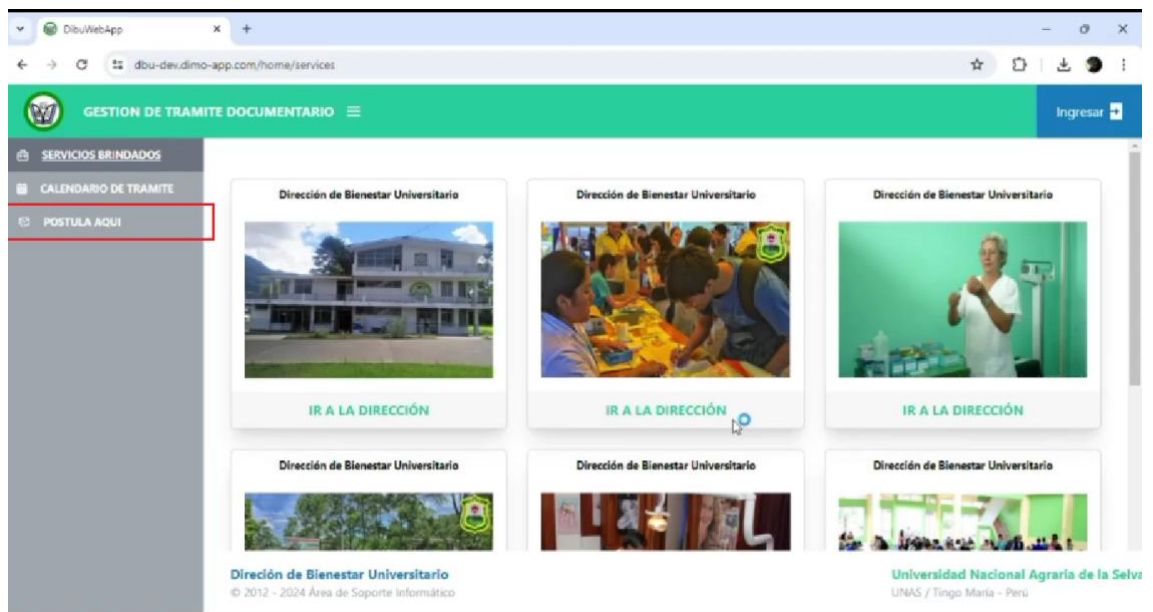 DibuWebApp
dbu-dev.dimo-app.com/home/services
GESTION DE TRAMITE DOCUMENTARIO
Ingresar
SERVICIOS BRINDADOS
CALENDARIO DE TRAMITE
POSTULA AQUI
Dirección de Bienestar Universitario
Dirección de Bienestar Universitario
Dirección de Bienestar Universitario
IR A LA DIRECCIÓN
IR A LA DIRECCIÓN
IR A LA DIRECCIÓN
Dirección de Bienestar Universitario
Dirección de Bienestar Universitario
Dirección de Bienestar Universitario
Direción de Bienestar Universitario
© 2012 - 2024 Área de Soporte Informático
Universidad Nacional Agraria de la Selva
UNAS / Tingo María - Perú